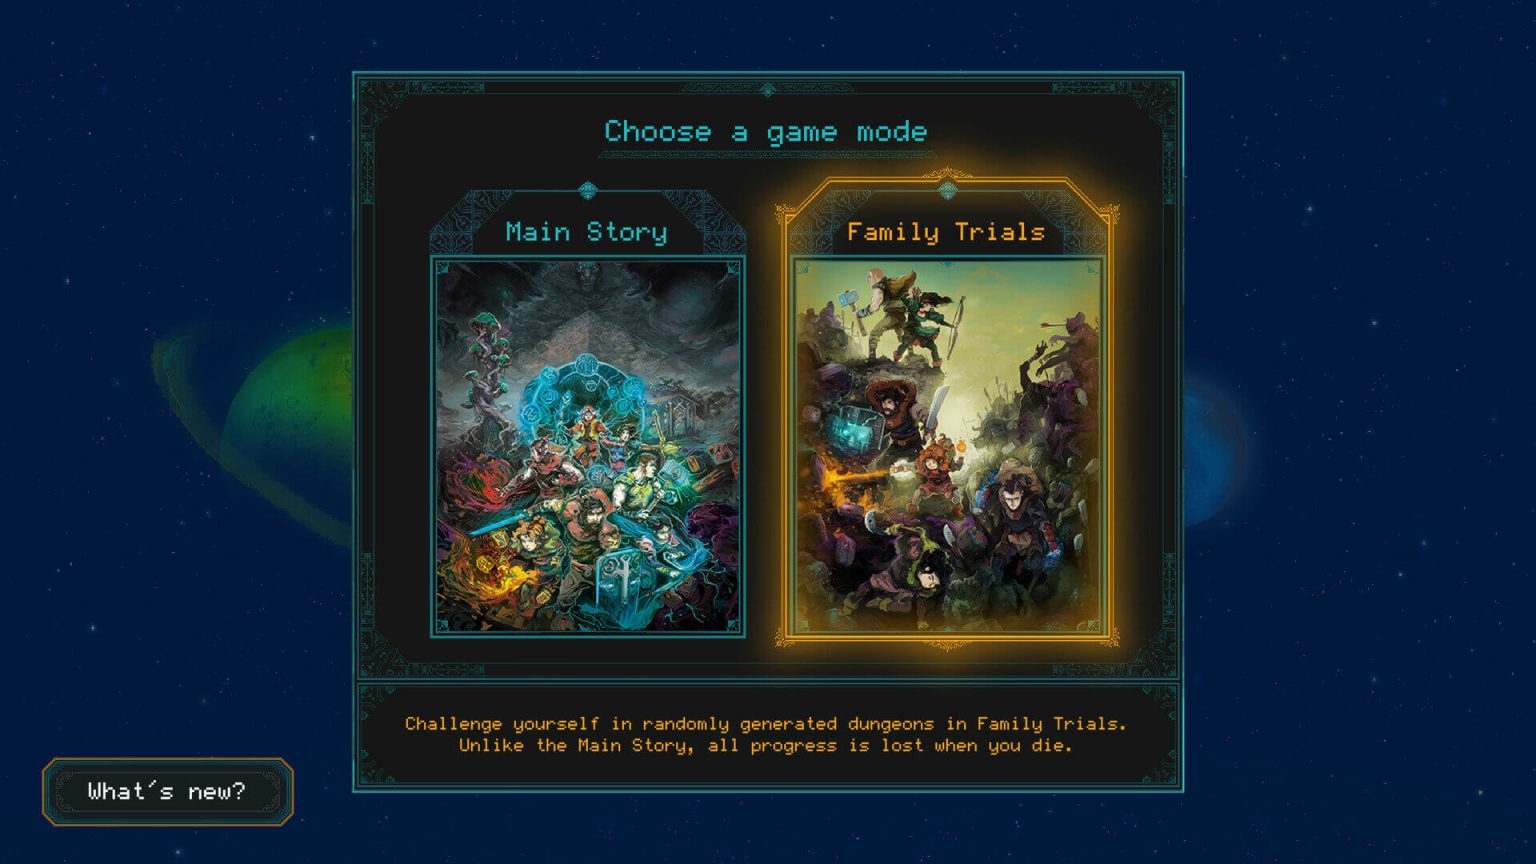 Choose a game mode
Main Story
Family Trials
Challenge yourself in randomly generated dungeons in Family Trials.
Unlike the Main Story, all progress is lost when you die.
What's new?